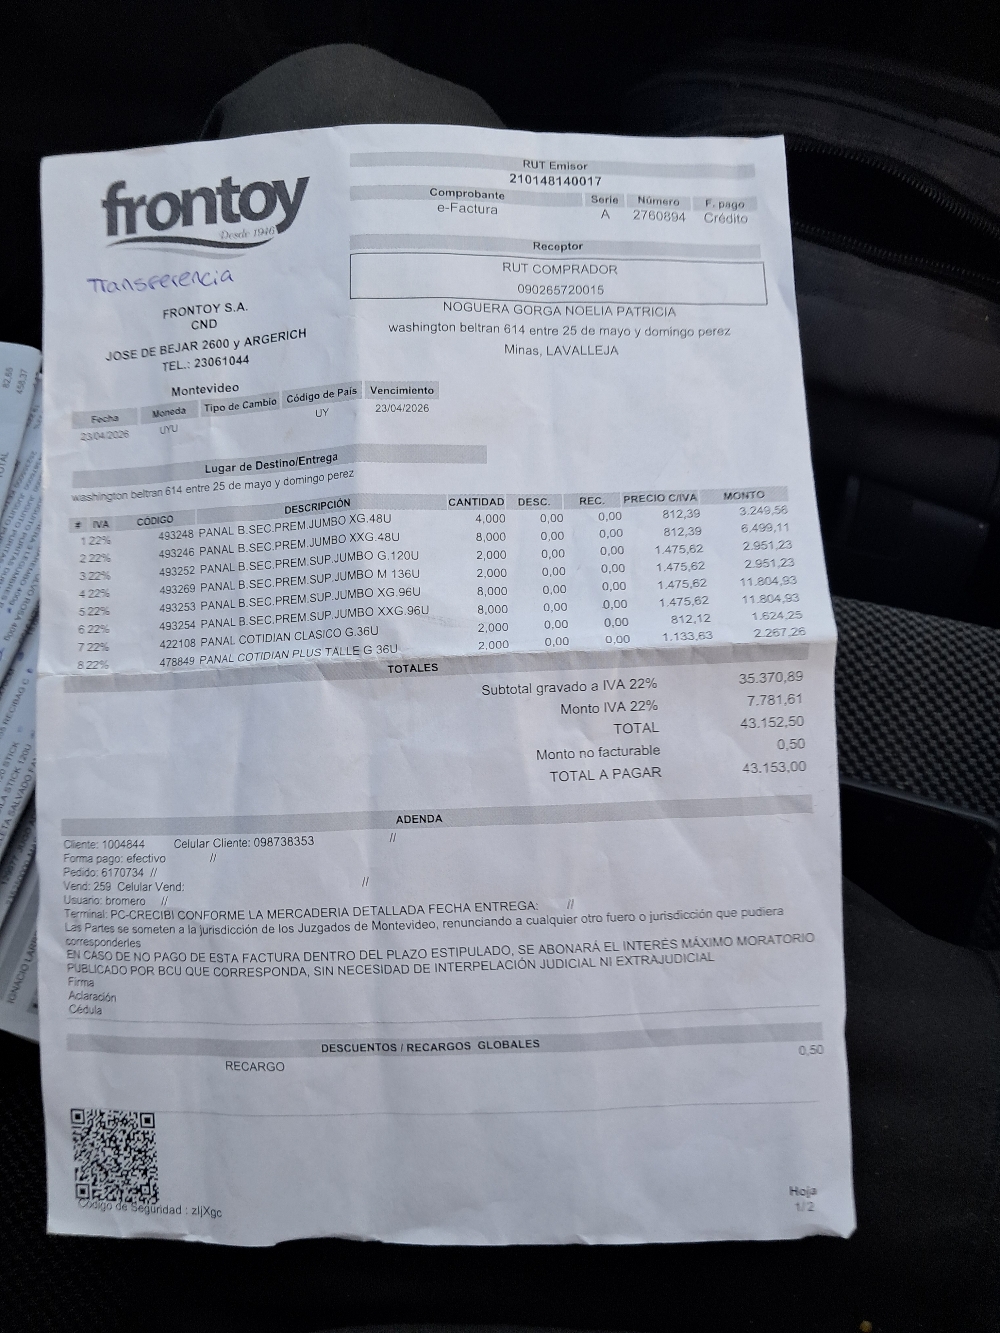 frontoy
Desde 1946
Transferencia
FRONTOY S.A.
CND
JOSE DE BEJAR 2600 y ARGERICH
TEL.: 23061044
Montevideo
RUT Emisor
210148140017
Comprobante Serie Número F. pago
e-Factura A 2760894 Crédito
Receptor
RUT COMPRADOR
090265720015
NOGUERA GORGA NOELIA PATRICIA
washington beltran 614 entre 25 de mayo y domingo perez
Minas, LAVALLEJA
Fecha Moneda Tipo de Cambio Código de País Vencimiento
23/04/2026 UYU UY 23/04/2026
Lugar de Destino/Entrega
washington beltran 614 entre 25 de mayo y domingo perez
# IVA CÓDIGO DESCRIPCIÓN CANTIDAD DESC. REC. PRECIO C/IVA MONTO
1 22% 493248 PANAL B.SEC.PREM.JUMBO XG.48U 4,000 0,00 0,00 812,39 3.249,56
2 22% 493246 PANAL B.SEC.PREM.JUMBO XXG.48U 8,000 0,00 0,00 812,39 6.499,11
3 22% 493252 PANAL B.SEC.PREM.SUP.JUMBO G.120U 2,000 0,00 0,00 1.475,62 2.951,23
4 22% 493269 PANAL B.SEC.PREM.SUP.JUMBO M 136U 2,000 0,00 0,00 1.475,62 2.951,23
5 22% 493253 PANAL B.SEC.PREM.SUP.JUMBO XG.96U 8,000 0,00 0,00 1.475,62 11.804,93
6 22% 493254 PANAL B.SEC.PREM.SUP.JUMBO XXG.96U 8,000 0,00 0,00 1.475,62 11.804,93
7 22% 422108 PANAL COTIDIAN CLASICO G.36U 2,000 0,00 0,00 812,12 1.624,25
8 22% 478849 PANAL COTIDIAN PLUS TALLE G 36U 2,000 0,00 0,00 1.133,63 2.267,26
TOTALES
Subtotal gravado a IVA 22% 35.370,89
Monto IVA 22% 7.781,61
TOTAL 43.152,50
Monto no facturable 0,50
TOTAL A PAGAR 43.153,00
ADENDA
Cliente: 1004844 Celular Cliente: 098738353 //
Forma pago: efectivo //
Pedido: 6170734 //
Vend: 259 Celular Vend: //
Usuario: bromero //
Terminal: PC-CRECIBI CONFORME LA MERCADERIA DETALLADA FECHA ENTREGA: //
Las Partes se someten a la jurisdicción de los Juzgados de Montevideo, renunciando a cualquier otro fuero o jurisdicción que pudiera
corresponderles
EN CASO DE NO PAGO DE ESTA FACTURA DENTRO DEL PLAZO ESTIPULADO, SE ABONARÁ EL INTERÉS MÁXIMO MORATORIO
PUBLICADO POR BCU QUE CORRESPONDA, SIN NECESIDAD DE INTERPELACIÓN JUDICIAL NI EXTRAJUDICIAL
Firma
Aclaración
Cédula
DESCUENTOS / RECARGOS GLOBALES
RECARGO 0,50
Código de Seguridad : zljXgc
Hoja
1/2